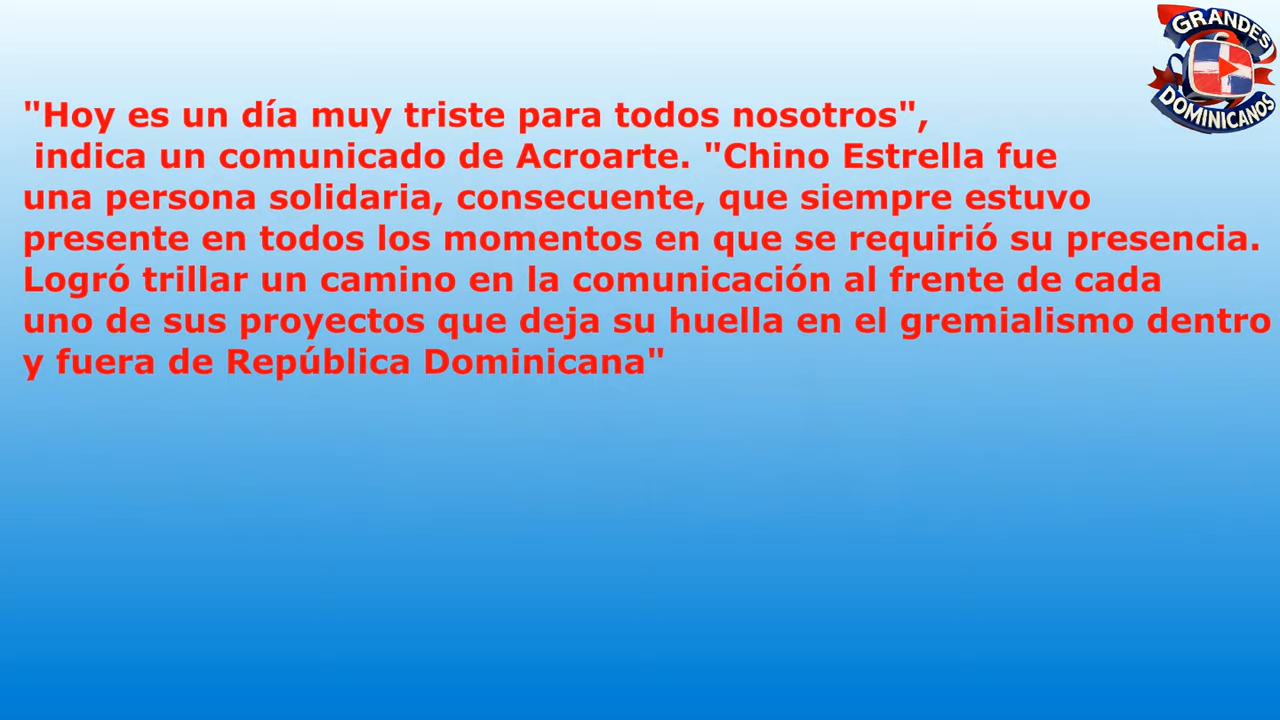 GRANDES
DOMINICANOS
"Hoy es un día muy triste para todos nosotros",
indica un comunicado de Acroarte. "Chino Estrella fue
una persona solidaria, consecuente, que siempre estuvo
presente en todos los momentos en que se requirió su presencia.
Logró trillar un camino en la comunicación al frente de cada
uno de sus proyectos que deja su huella en el gremialismo dentro
y fuera de República Dominicana"